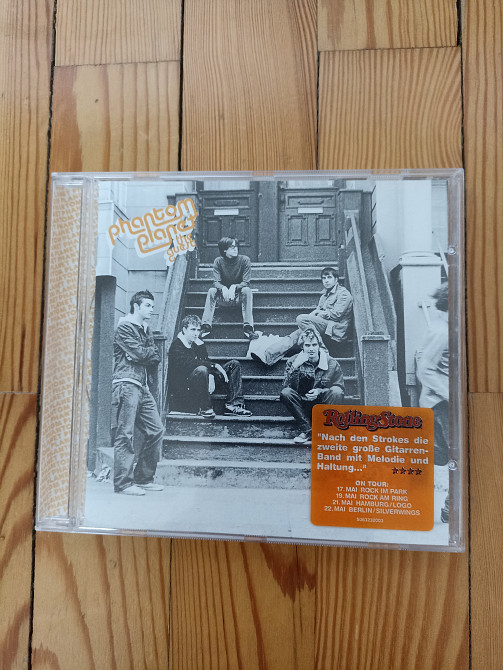 phantom
planet
Rolling Stone
"Nach den Strokes die
zweite große Gitarren-
Band mit Melodie und
Haltung..."
ON TOUR:
17. MAI ROCK IM PARK
19. MAI ROCK AM RING
21. MAI HAMBURG/LOGO
22. MAI BERLIN/SILVERWINGS